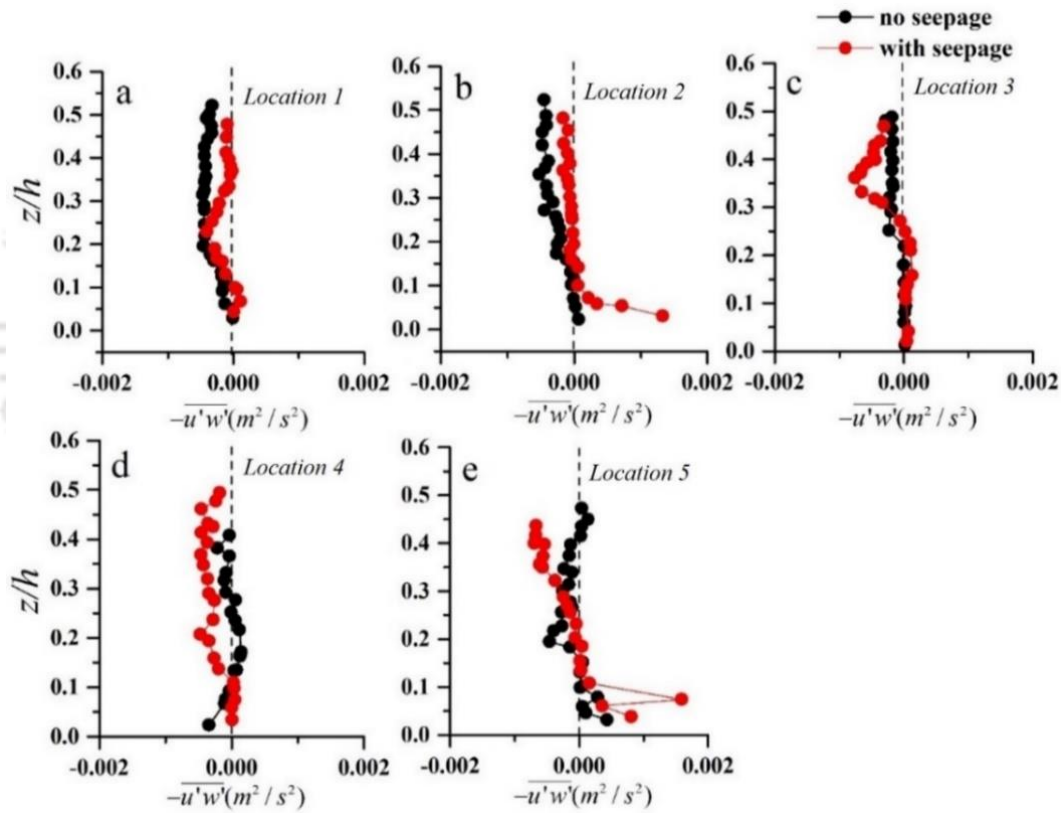 no seepage
with seepage
a
Location 1
0.6
0.5
0.4
0.3
0.2
0.1
0.0
z/h
-0.002
0.000
0.002
-u'w'(m²/s²)
b
Location 2
0.6
0.5
0.4
0.3
0.2
0.1
0.0
-0.002
0.000
0.002
-u'w'(m²/s²)
c
Location 3
0.6
0.5
0.4
0.3
0.2
0.1
0.0
-0.002
0.000
0.002
-u'w'(m²/s²)
d
Location 4
0.6
0.5
0.4
0.3
0.2
0.1
0.0
z/h
-0.002
0.000
0.002
-u'w'(m²/s²)
e
Location 5
0.6
0.5
0.4
0.3
0.2
0.1
0.0
-0.002
0.000
0.002
-u'w'(m²/s²)